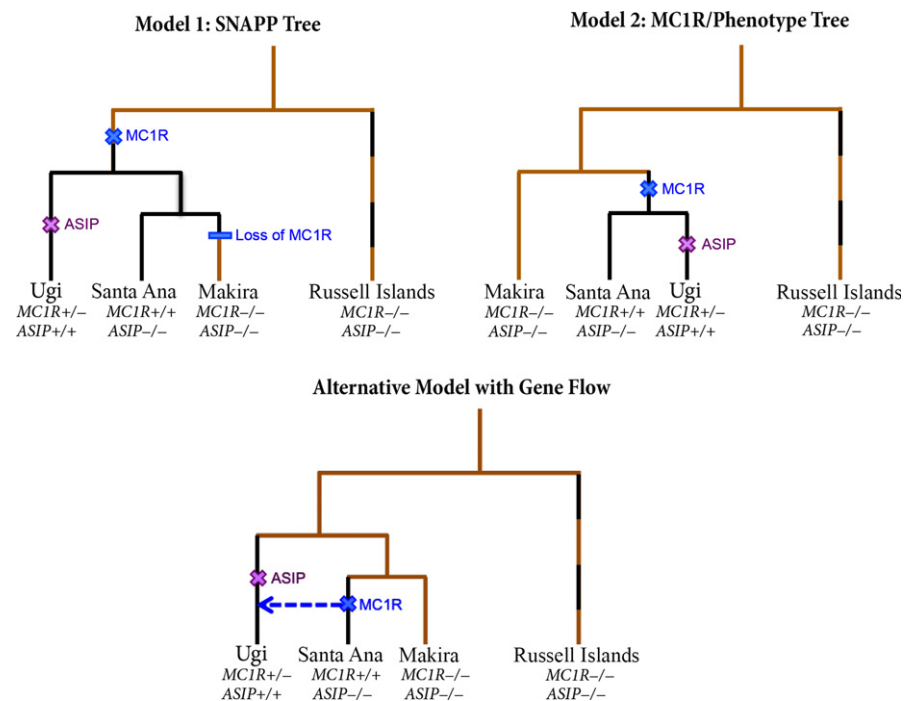 Model 1: SNAPP Tree
MC1R
ASIP
Loss of MC1R
Ugi Santa Ana Makira Russell Islands
MC1R+/– MC1R+/+ MC1R–/– MC1R–/–
ASIP+/+ ASIP–/– ASIP–/– ASIP–/–
Model 2: MC1R/Phenotype Tree
MC1R
ASIP
Makira Santa Ana Ugi Russell Islands
MC1R–/– MC1R+/+ MC1R+/– MC1R–/–
ASIP–/– ASIP–/– ASIP+/+ ASIP–/–
Alternative Model with Gene Flow
ASIP
MC1R
Ugi Santa Ana Makira Russell Islands
MC1R+/– MC1R+/+ MC1R–/– MC1R–/–
ASIP+/+ ASIP–/– ASIP–/– ASIP–/–